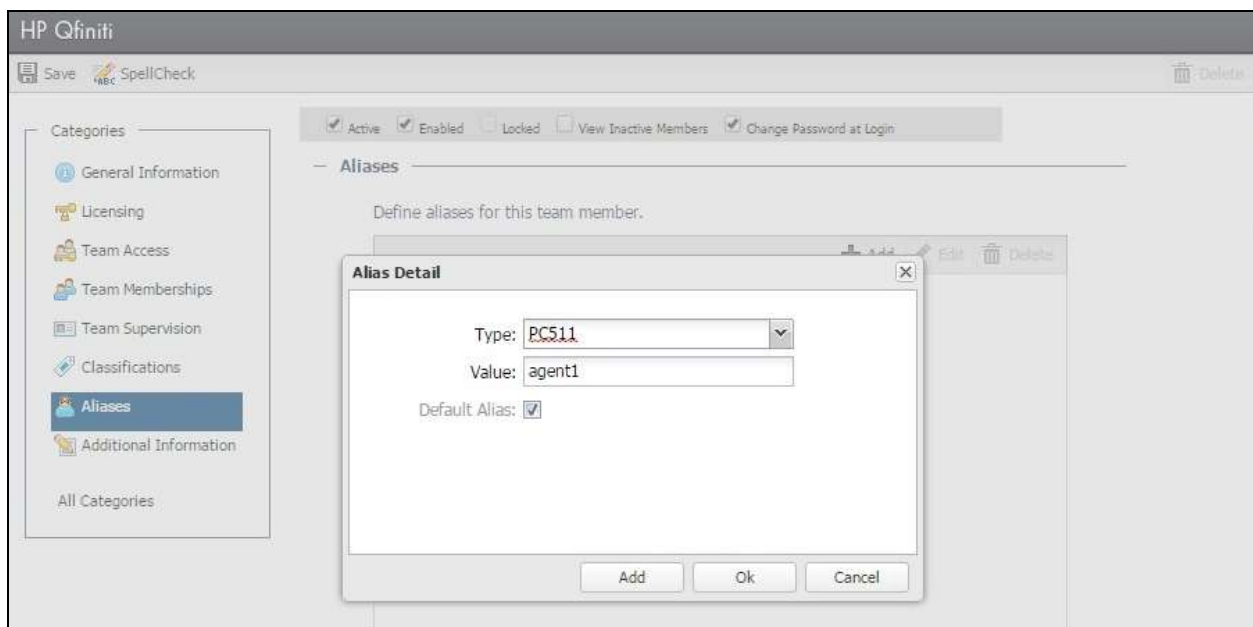 HP Qfiniti
Save ABC SpellCheck Delete
Categories
General Information
Licensing
Team Access
Team Memberships
Team Supervision
Classifications
Aliases
Additional Information
All Categories
Active Enabled Locked View Inactive Members Change Password at Login
Aliases
Define aliases for this team member.
Add Edit Delete
Alias Detail
Type: PC511
Value: agent1
Default Alias:
Add Ok Cancel